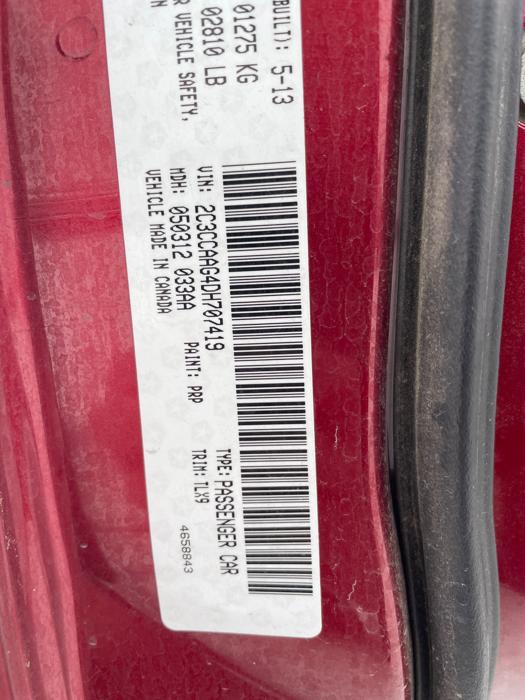 BUILT): 5-13
01275 KG
02810 LB
R VEHICLE SAFETY,
N
VIN: 2C3CCAAG4DH707419
TYPE: PASSENGER CAR
MDH: 050312 033AA
PAINT: PRP
TRIM: TLX9
VEHICLE MADE IN CANADA
4658843